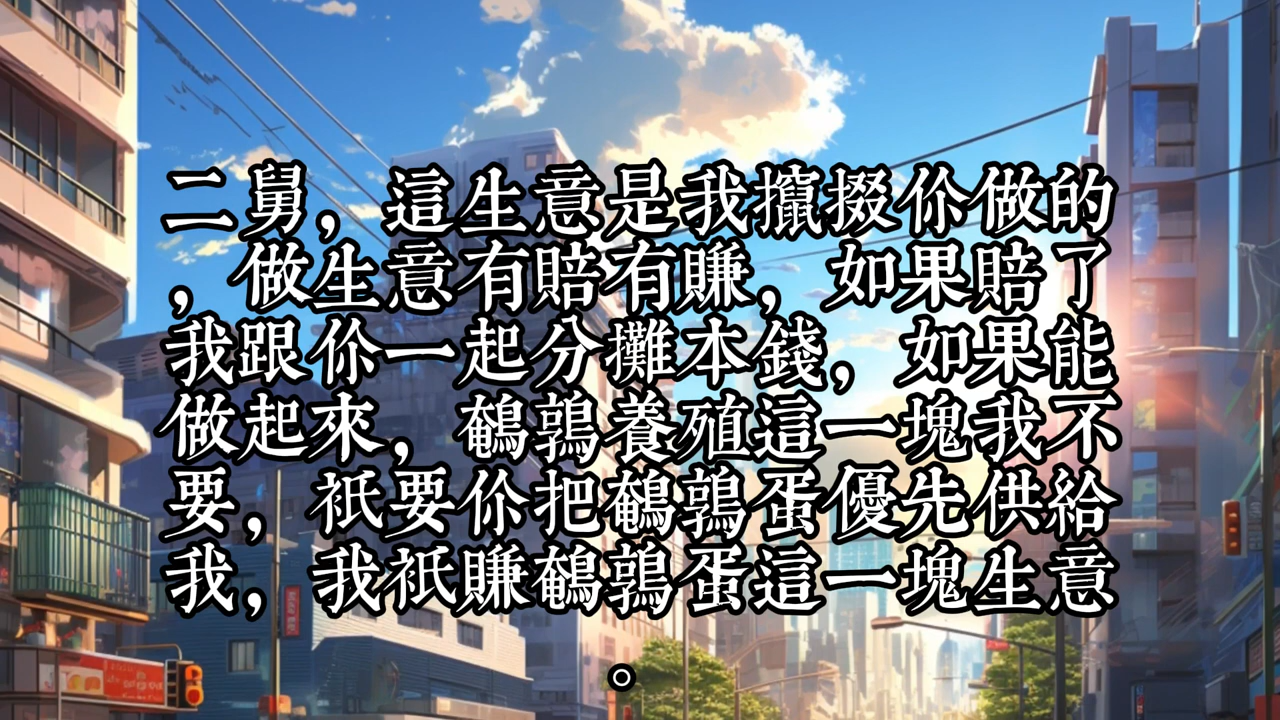 二舅，這生意是我攛掇你做的
，做生意有賠有賺，如果賠了
我跟你一起分攤本錢，如果能
做起來，鵪鶉養殖這一塊我不
要，衹要你把鵪鶉蛋優先供給
我，我衹賺鵪鶉蛋這一塊生意
。